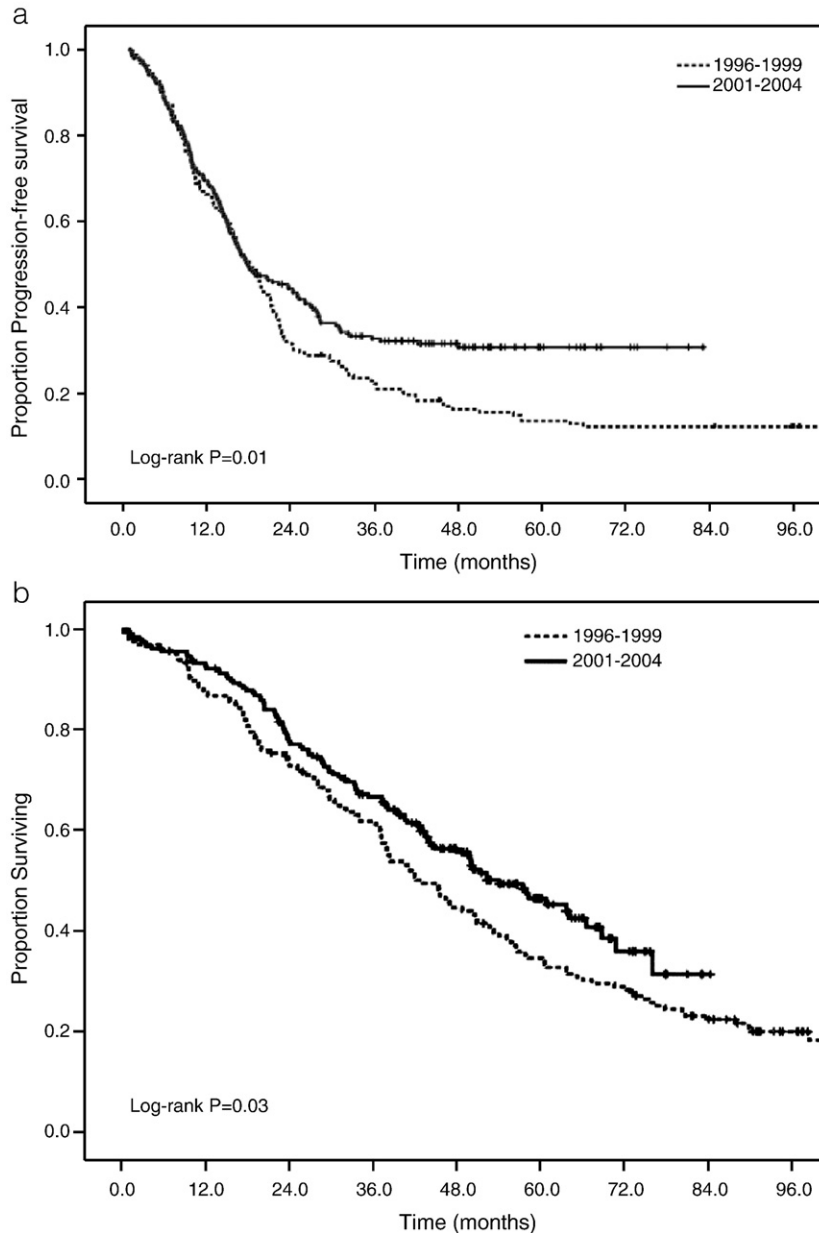 a
1.0
0.8
0.6
0.4
0.2
0.0
Proportion Progression-free survival
1996-1999
2001-2004
Log-rank P=0.01
0.0 12.0 24.0 36.0 48.0 60.0 72.0 84.0 96.0
Time (months)
b
1.0
0.8
0.6
0.4
0.2
0.0
Proportion Surviving
1996-1999
2001-2004
Log-rank P=0.03
0.0 12.0 24.0 36.0 48.0 60.0 72.0 84.0 96.0
Time (months)